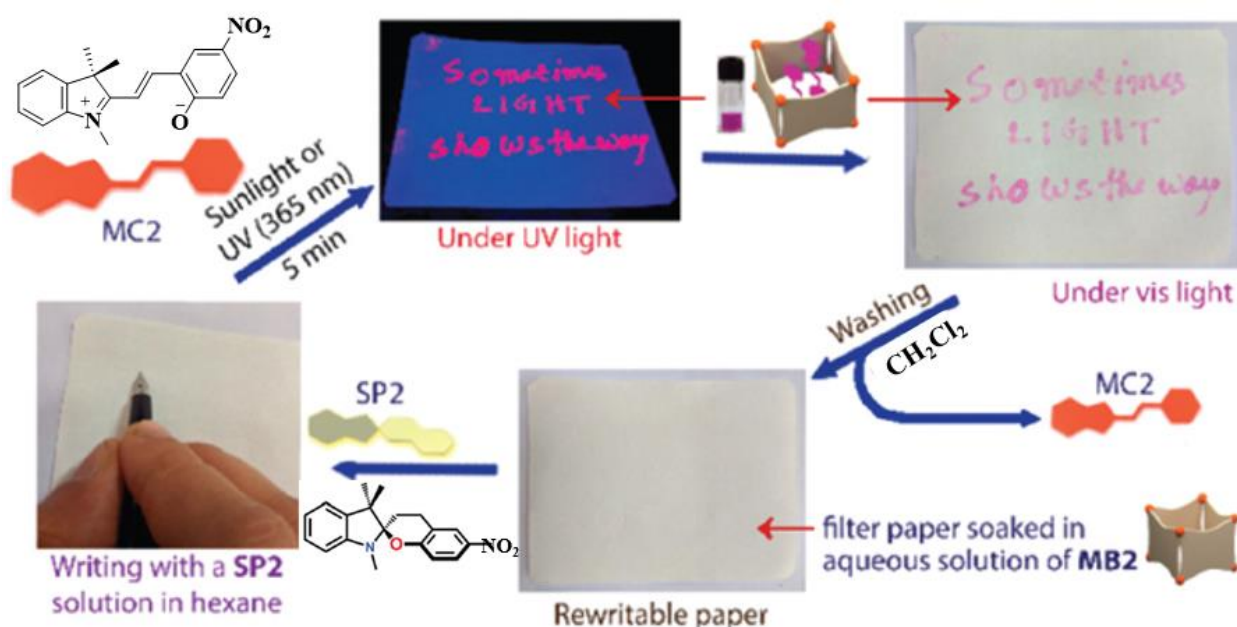 NO₂
N
+
O
−
MC2
Sunlight or
UV (365 nm)
5 min
Sometimes
LIGHT
shows the way
Under UV light
Sometimes
LIGHT
shows the way
Under vis light
Washing
CH₂Cl₂
MC2
SP2
N
O
NO₂
Writing with a SP2
solution in hexane
Rewritable paper
filter paper soaked in
aqueous solution of MB2